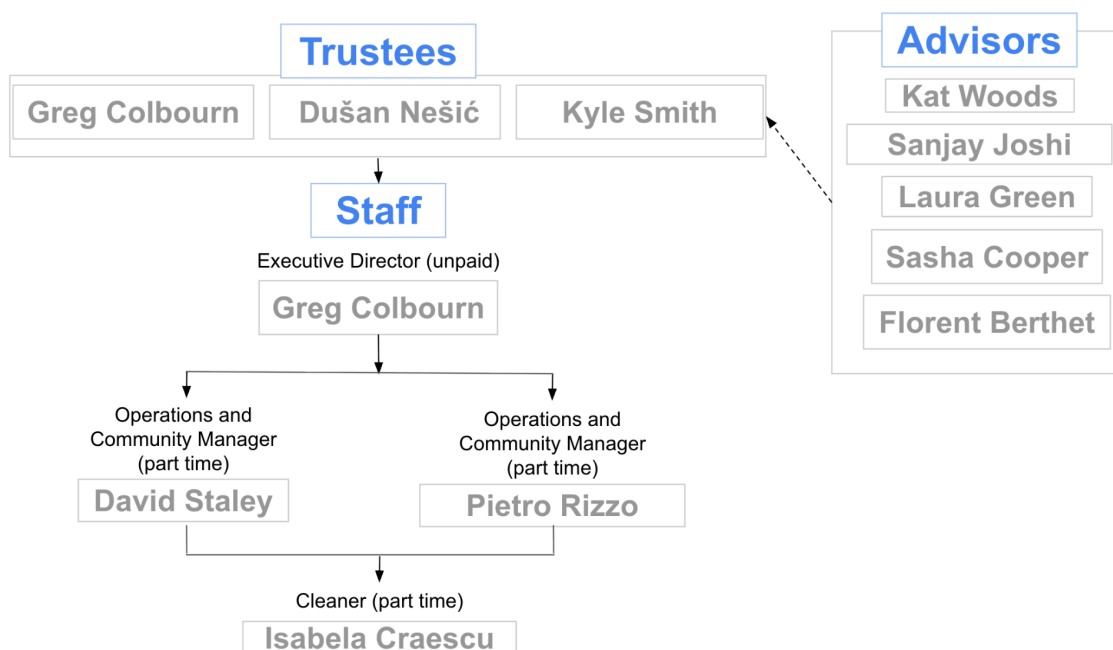 Trustees
Greg Colbourn
Dušan Nešić
Kyle Smith
Staff
Executive Director (unpaid)
Greg Colbourn
Operations and
Community Manager
(part time)
David Staley
Operations and
Community Manager
(part time)
Pietro Rizzo
Cleaner (part time)
Isabela Craescu
Advisors
Kat Woods
Sanjay Joshi
Laura Green
Sasha Cooper
Florent Berthet